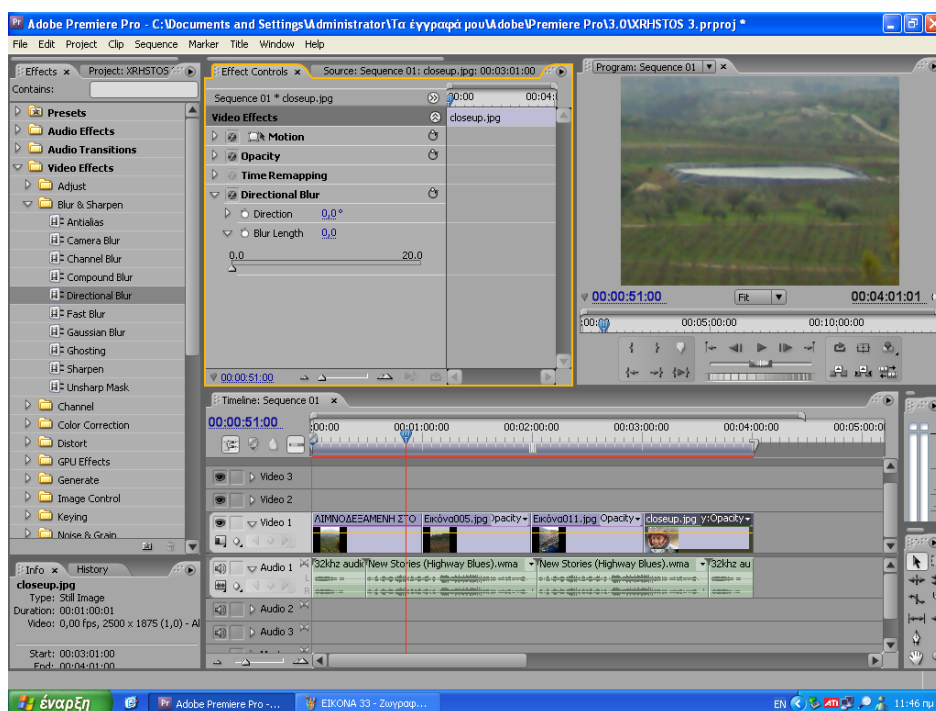 Adobe Premiere Pro - C:\Documents and Settings\Administrator\Τα έγγραφά μου\Adobe\Premiere Pro\3.0\XRHSTOS 3.prproj *
File Edit Project Clip Sequence Marker Title Window Help
Effects x Project: XRHSTOS
Contains:
Presets
Audio Effects
Audio Transitions
Video Effects
Adjust
Blur & Sharpen
Antialias
Camera Blur
Channel Blur
Compound Blur
Directional Blur
Fast Blur
Gaussian Blur
Ghosting
Sharpen
Unsharp Mask
Channel
Color Correction
Distort
GPU Effects
Generate
Image Control
Keying
Noise & Grain
Info x History
closeup.jpg
Type: Still Image
Duration: 00:01:00:01
Video: 0,00 fps, 2500 x 1875 (1,0) - Al
Start: 00:03:01:00
End: 00:04:01:00
Effect Controls x Source: Sequence 01: closeup.jpg: 00:03:01:00
Sequence 01 * closeup.jpg
00:00 00:04:
Video Effects
closeup.jpg
Motion
Opacity
Time Remapping
Directional Blur
Direction 0,0 °
Blur Length 0,0
0.0 20.0
00:00:51:00
Program: Sequence 01 x
00:00:51:00 Fit 00:04:01:01
00:05:00:00 00:10:00:00
Timeline: Sequence 01 x
00:00:51:00
:00:00 00:01:00:00 00:02:00:00 00:03:00:00 00:04:00:00 00:05:00:0
Video 3
Video 2
Video 1 ΛΙΜΝΟΔΕΞΑΜΕΝΗ ΣΤΟ Εικόνα005.jpg Opacity Εικόνα011.jpg Opacity closeup.jpg y:Opacity
Audio 1 32khz audi New Stories (Highway Blues).wma New Stories (Highway Blues).wma 32khz au
L
R
Audio 2
Audio 3
έναρξη Adobe Premiere Pro -... EIKONA 33 - Ζωγραφ... EN ATI 11:46 πμ